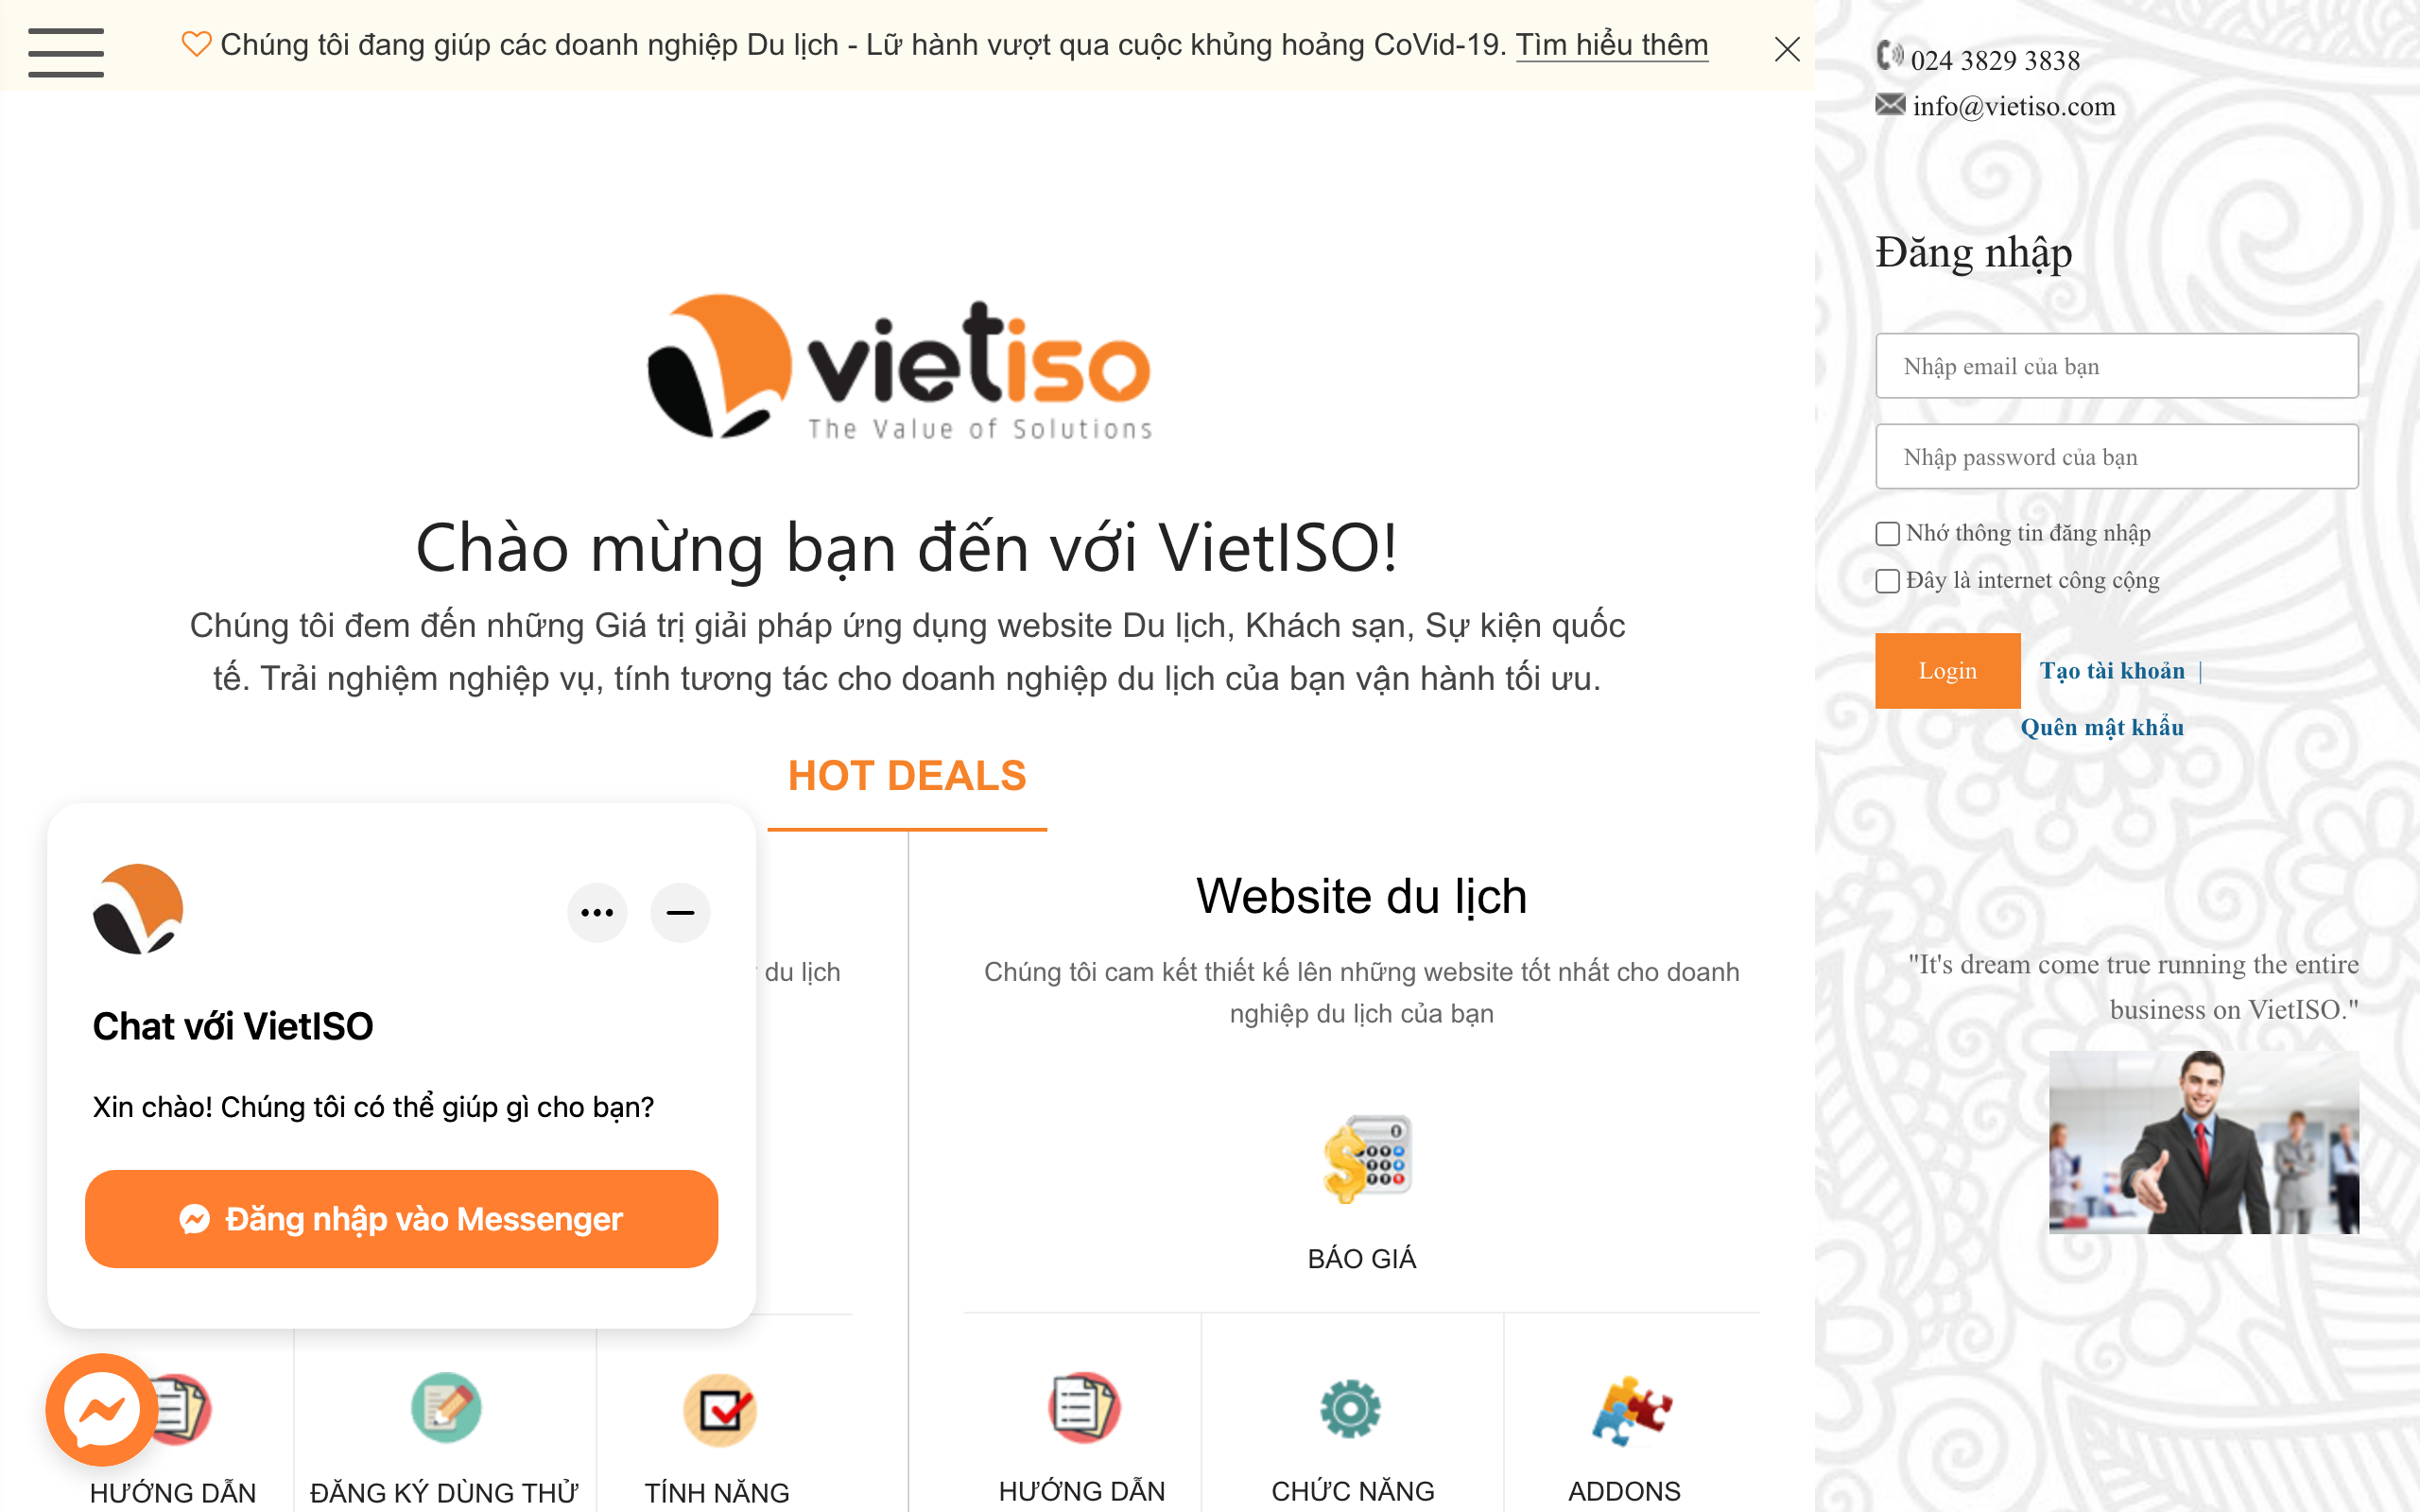 Chúng tôi đang giúp các doanh nghiệp Du lịch - Lữ hành vượt qua cuộc khủng hoảng CoVid-19. Tìm hiểu thêm
024 3829 3838
info@vietiso.com
vietiso
The Value of Solutions
Chào mừng bạn đến với VietISO!
Chúng tôi đem đến những Giá trị giải pháp ứng dụng website Du lịch, Khách sạn, Sự kiện quốc
tế. Trải nghiệm nghiệp vụ, tính tương tác cho doanh nghiệp du lịch của bạn vận hành tối ưu.
HOT DEALS
du lịch
Website du lịch
Chúng tôi cam kết thiết kế lên những website tốt nhất cho doanh
nghiệp du lịch của bạn
BÁO GIÁ
Chat với VietISO
Xin chào! Chúng tôi có thể giúp gì cho bạn?
Đăng nhập vào Messenger
HƯỚNG DẪN
ĐĂNG KÝ DÙNG THỬ
TÍNH NĂNG
HƯỚNG DẪN
CHỨC NĂNG
ADDONS
Đăng nhập
Nhập email của bạn
Nhập password của bạn
Nhớ thông tin đăng nhập
Đây là internet công cộng
Login
Tạo tài khoản |
Quên mật khẩu
"It's dream come true running the entire
business on VietISO."